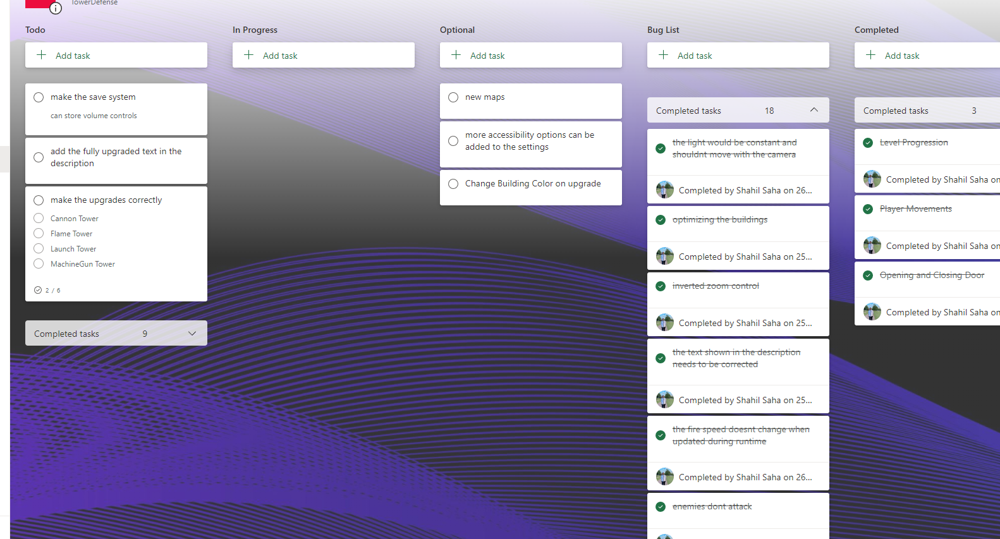 TowerDefense
Todo
Add task
make the save system
can store volume controls
add the fully upgraded text in the
description
make the upgrades correctly
Cannon Tower
Flame Tower
Launch Tower
MachineGun Tower
2 / 6
Completed tasks 9
In Progress
Add task
Optional
Add task
new maps
more accessibility options can be
added to the settings
Change Building Color on upgrade
Bug List
Add task
Completed tasks 18
the light would be constant and
shouldnt move with the camera
Completed by Shahil Saha on 26...
optimizing the buildings
Completed by Shahil Saha on 25...
inverted zoom control
Completed by Shahil Saha on 25...
the text shown in the description
needs to be corrected
Completed by Shahil Saha on 25...
the fire speed doesnt change when
updated during runtime
Completed by Shahil Saha on 26...
enemies dont attack
Completed
Add task
Completed tasks 3
Level Progression
Completed by Shahil Saha on
Player Movements
Completed by Shahil Saha on
Opening and Closing Door
Completed by Shahil Saha on